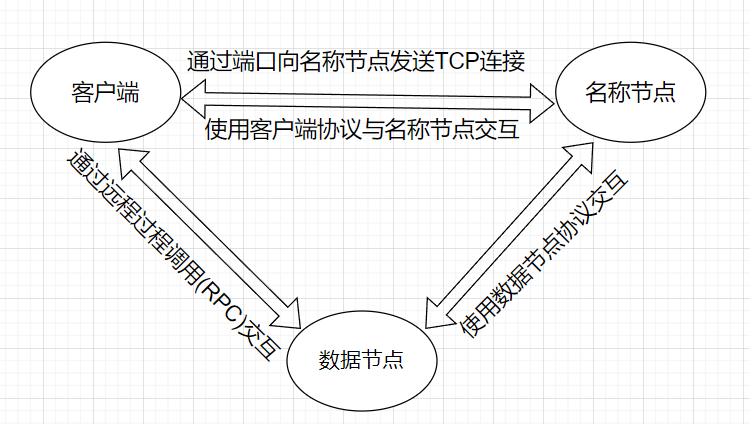 通过端口向名称节点发送TCP连接
客户端
名称节点
使用客户端协议与名称节点交互
通过远程过程调用(RPC)交互
使用数据节点协议交互
数据节点